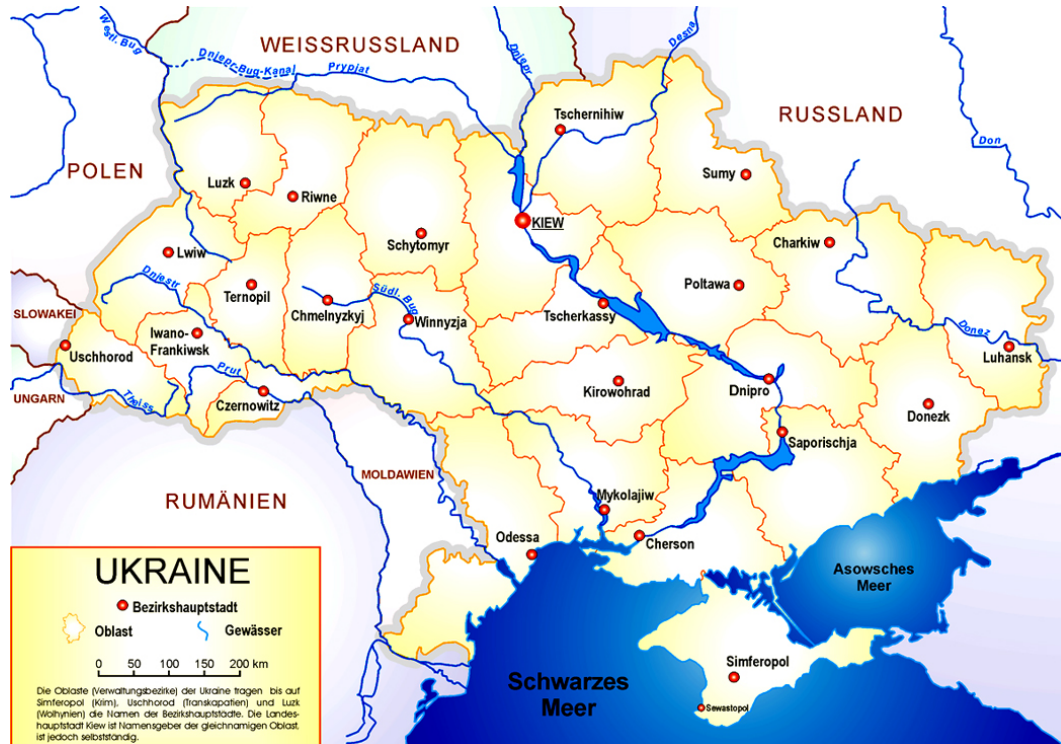 WEISSRUSSLAND
RUSSLAND
POLEN
SLOWAKEI
UNGARN
RUMÄNIEN
MOLDAWIEN
Westl. Bug
Dnjepr-Bug-Kanal
Prypjat
Dnjepr
Desna
Don
Donez
Dnjestr
Südl. Bug
Prut
Theiss
Tschernihiw
Sumy
Luzk
Riwne
KIEW
Schytomyr
Charkiw
Lwiw
Ternopil
Chmelnyzkyj
Winnyzja
Tscherkassy
Poltawa
Luhansk
Iwano-
Frankiwsk
Uschhorod
Czernowitz
Kirowohrad
Dnipro
Donezk
Saporischja
Mykolajiw
Odessa
Cherson
Asowsches
Meer
Simferopol
Sewastopol
Schwarzes
Meer
UKRAINE
Bezirkshauptstadt
Oblast
Gewässer
0 50 100 150 200 km
Die Oblaste (Verwaltungsbezirke) der Ukraine tragen bis auf
Simferopol (Krim), Uschhorod (Transkapatien) und Luzk
(Wolhynien) die Namen der Bezirkshauptstädte. Die Landes-
hauptstadt Kiew ist Namensgeber der gleichnamigen Oblast,
ist jedoch selbstständig.